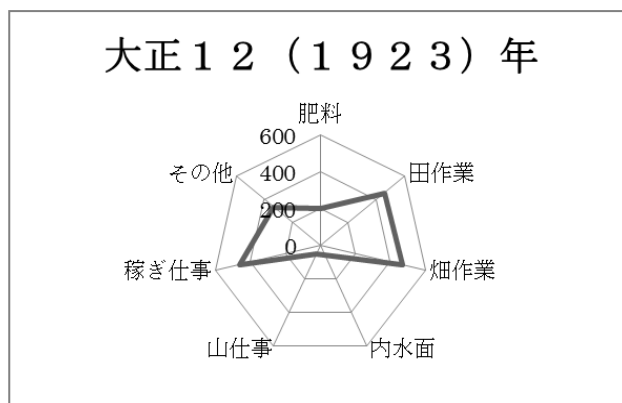 大正１２（１９２３）年
肥料
600
400
200
0
田作業
畑作業
内水面
山仕事
稼ぎ仕事
その他